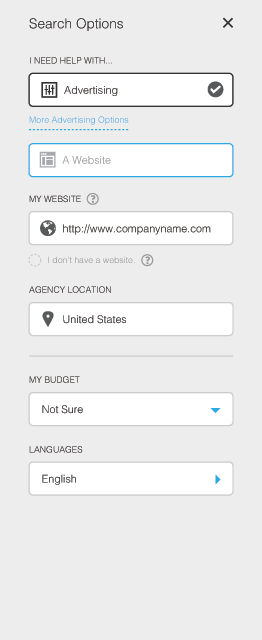 Search Options
I NEED HELP WITH...
Advertising
More Advertising Options
A Website
MY WEBSITE ?
http://www.companyname.com
I don't have a website. ?
AGENCY LOCATION
United States
MY BUDGET
Not Sure
LANGUAGES
English